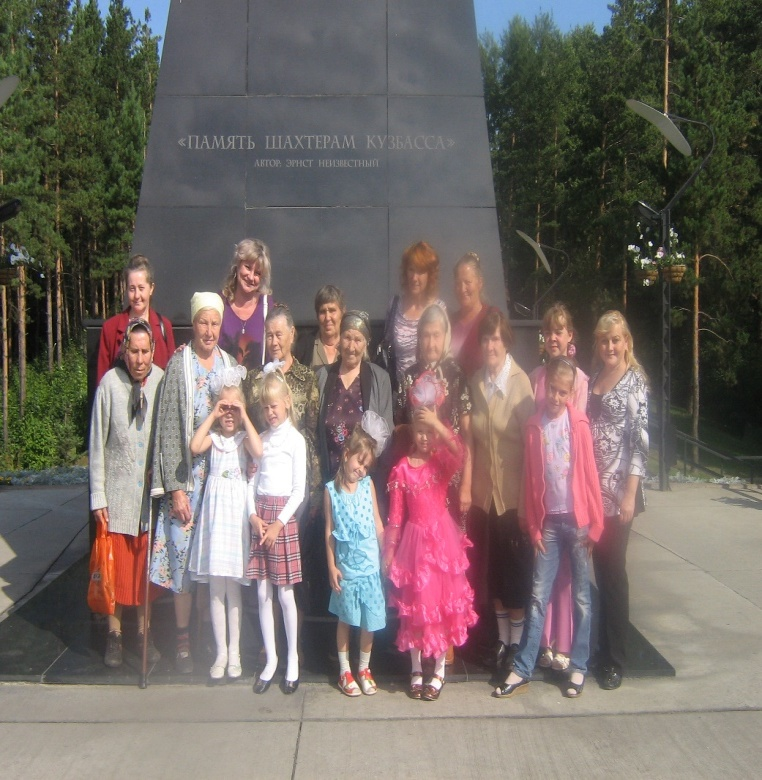 «ПАМЯТЬ ШАХТЕРАМ КУЗБАССА»
АВТОР: ЭРНСТ НЕИЗВЕСТНЫЙ